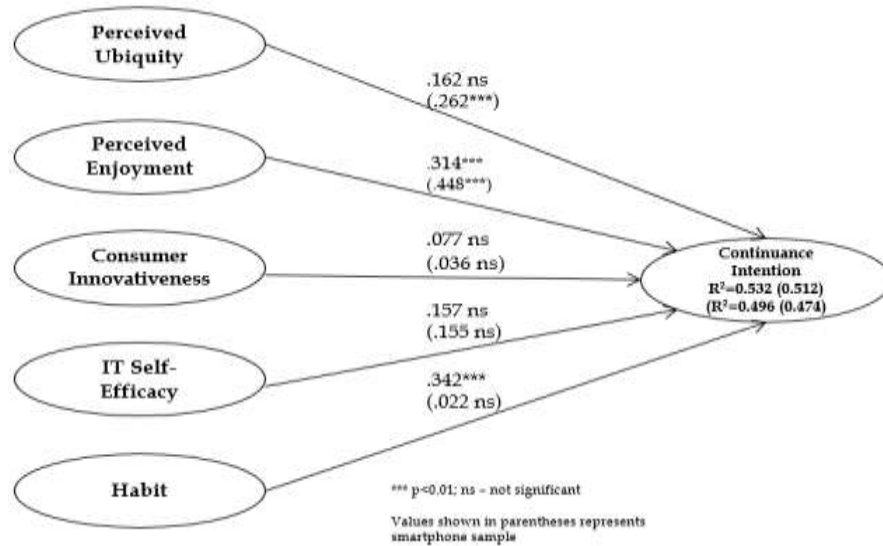 Perceived
Ubiquity
.162 ns
(.262***)
Perceived
Enjoyment
.314***
(.448***)
Consumer
Innovativeness
.077 ns
(.036 ns)
Continuance
Intention
R²=0.532 (0.512)
(R²=0.496 (0.474)
IT Self-
Efficacy
.157 ns
(.155 ns)
Habit
.342***
(.022 ns)
*** p<0.01; ns – not significant
Values shown in parentheses represents
smartphone sample